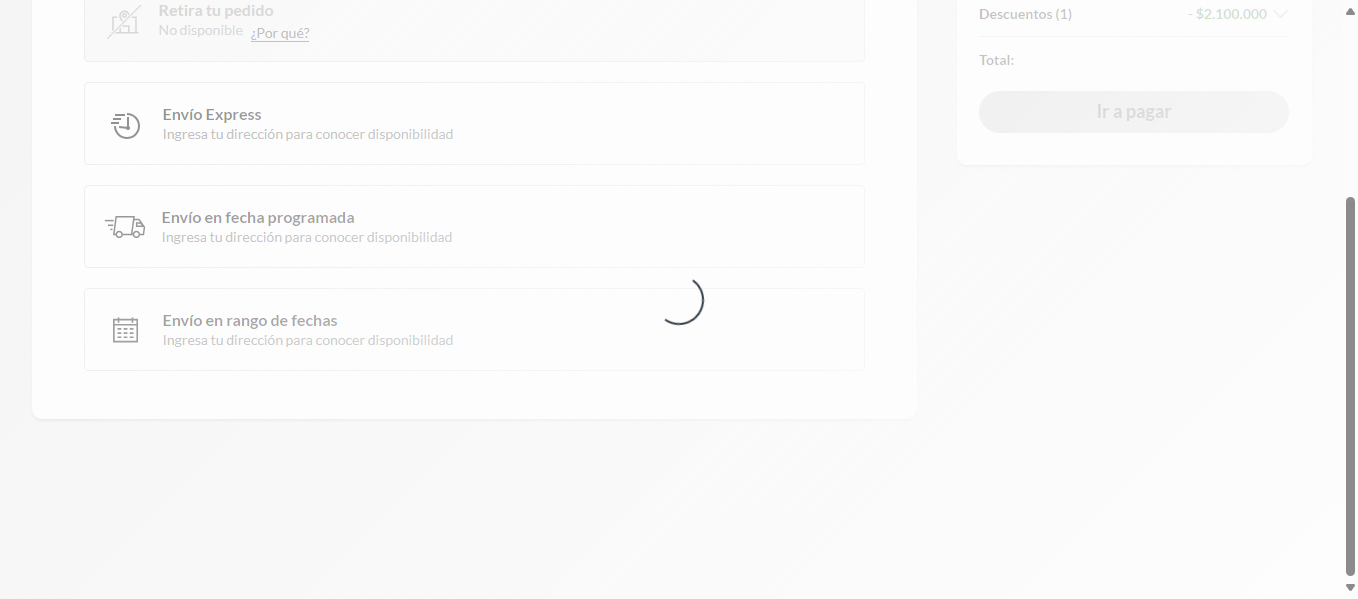 Retira tu pedido
No disponible ¿Por qué?
Envío Express
Ingresa tu dirección para conocer disponibilidad
Envío en fecha programada
Ingresa tu dirección para conocer disponibilidad
Envío en rango de fechas
Ingresa tu dirección para conocer disponibilidad
Descuentos (1) - $2.100.000
Total:
Ir a pagar